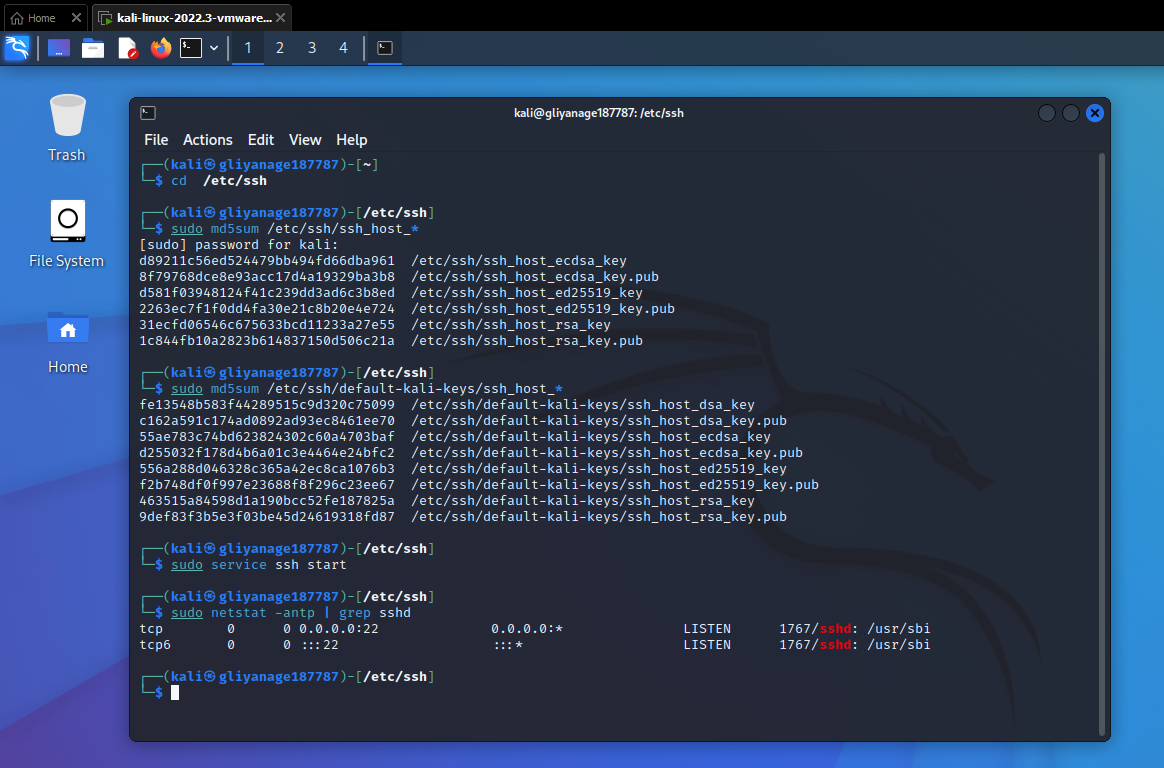 Home
kali-linux-2022.3-vmware...
1 2 3 4
Trash
File System
Home
kali@gliyanage187787: /etc/ssh
File Actions Edit View Help
┌──(kali㉿gliyanage187787)-[~]
└─$ cd  /etc/ssh
┌──(kali㉿gliyanage187787)-[/etc/ssh]
└─$ sudo md5sum /etc/ssh/ssh_host_*
[sudo] password for kali:
d89211c56ed524479bb494fd66dba961  /etc/ssh/ssh_host_ecdsa_key
8f79768dce8e93acc17d4a19329ba3b8  /etc/ssh/ssh_host_ecdsa_key.pub
d581f03948124f41c239dd3ad6c3b8ed  /etc/ssh/ssh_host_ed25519_key
2263ec7f1f0dd4fa30e21c8b20e4e724  /etc/ssh/ssh_host_ed25519_key.pub
31ecfd06546c675633bcd11233a27e55  /etc/ssh/ssh_host_rsa_key
1c844fb10a2823b614837150d506c21a  /etc/ssh/ssh_host_rsa_key.pub
┌──(kali㉿gliyanage187787)-[/etc/ssh]
└─$ sudo md5sum /etc/ssh/default-kali-keys/ssh_host_*
fe13548b583f44289515c9d320c75099  /etc/ssh/default-kali-keys/ssh_host_dsa_key
c162a591c174ad0892ad93ec8461ee70  /etc/ssh/default-kali-keys/ssh_host_dsa_key.pub
55ae783c74bd623824302c60a4703baf  /etc/ssh/default-kali-keys/ssh_host_ecdsa_key
d255032f178d4b6a01c3e4464e24bfc2  /etc/ssh/default-kali-keys/ssh_host_ecdsa_key.pub
556a288d046328c365a42ec8ca1076b3  /etc/ssh/default-kali-keys/ssh_host_ed25519_key
f2b748df0f997e23688f8f296c23ee67  /etc/ssh/default-kali-keys/ssh_host_ed25519_key.pub
463515a84598d1a190bcc52fe187825a  /etc/ssh/default-kali-keys/ssh_host_rsa_key
9def83f3b5e3f03be45d24619318fd87  /etc/ssh/default-kali-keys/ssh_host_rsa_key.pub
┌──(kali㉿gliyanage187787)-[/etc/ssh]
└─$ sudo service ssh start
┌──(kali㉿gliyanage187787)-[/etc/ssh]
└─$ sudo netstat -antp | grep sshd
tcp        0      0 0.0.0.0:22              0.0.0.0:*               LISTEN      1767/sshd: /usr/sbi
tcp6       0      0 :::22                   :::*                    LISTEN      1767/sshd: /usr/sbi
┌──(kali㉿gliyanage187787)-[/etc/ssh]
└─$